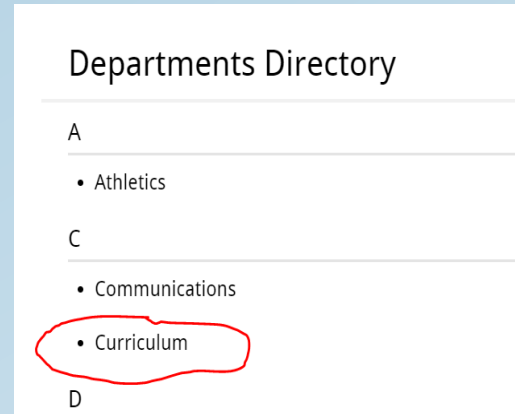 Departments Directory
A
• Athletics
C
• Communications
• Curriculum
D